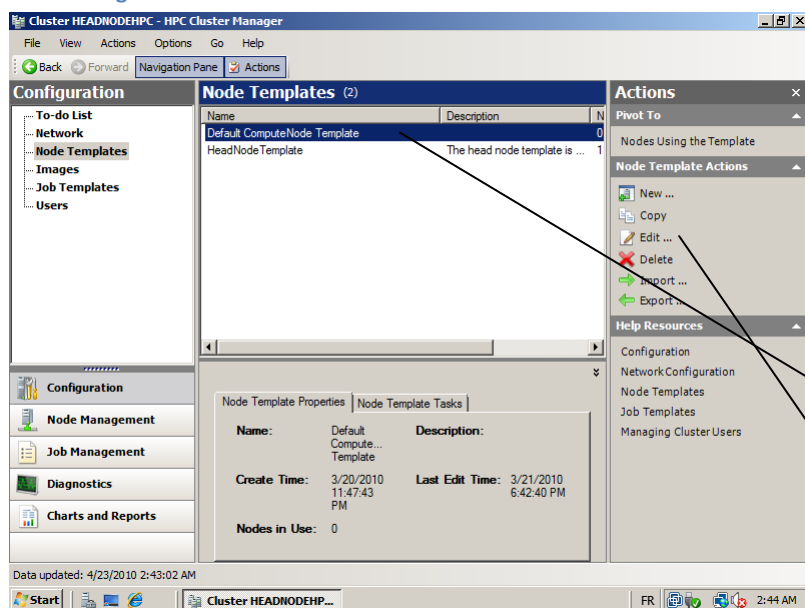 Cluster HEADNODEHPC - HPC Cluster Manager
File View Actions Options Go Help
Back Forward Navigation Pane Actions
Configuration
To-do List
Network
Node Templates
Images
Job Templates
Users
Configuration
Node Management
Job Management
Diagnostics
Charts and Reports
Node Templates (2)
Name Description N
Default ComputeNode Template 0
HeadNodeTemplate The head node template is ... 1
Node Template Properties Node Template Tasks
Name: Default Compute... Template Description:
Create Time: 3/20/2010 11:47:43 PM Last Edit Time: 3/21/2010 6:42:40 PM
Nodes in Use: 0
Actions
Pivot To
Nodes Using the Template
Node Template Actions
New ...
Copy
Edit ...
Delete
Import ...
Export ...
Help Resources
Configuration
Network Configuration
Node Templates
Job Templates
Managing Cluster Users
Data updated: 4/23/2010 2:43:02 AM
Start Cluster HEADNODEHP... FR 2:44 AM